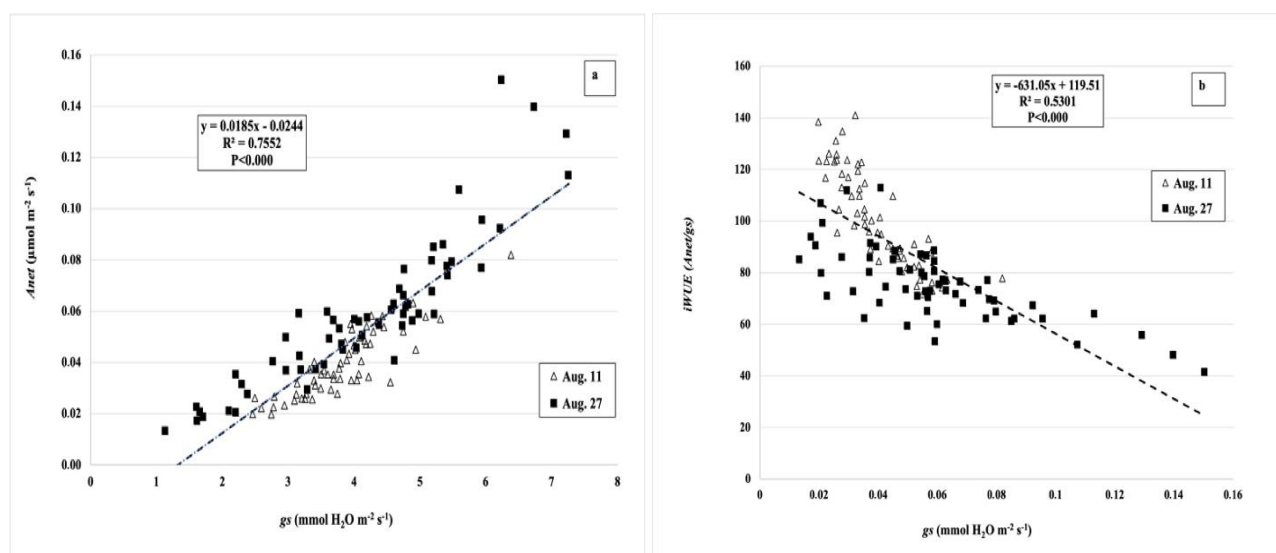 0.16
a
0.14
y = 0.0185x - 0.0244
R² = 0.7552
P<0.000
0.12
0.10
Anet (µmol m⁻² s⁻¹)
0.08
0.06
0.04
Aug. 11
Aug. 27
0.02
0.00
0 1 2 3 4 5 6 7 8
gs (mmol H₂O m⁻² s⁻¹)
160
y = -631.05x + 119.51
R² = 0.5301
P<0.000
b
140
120
Aug. 11
Aug. 27
100
iWUE (Anet/gs)
80
60
40
20
0
0 0.02 0.04 0.06 0.08 0.1 0.12 0.14 0.16
gs (mmol H₂O m⁻² s⁻¹)